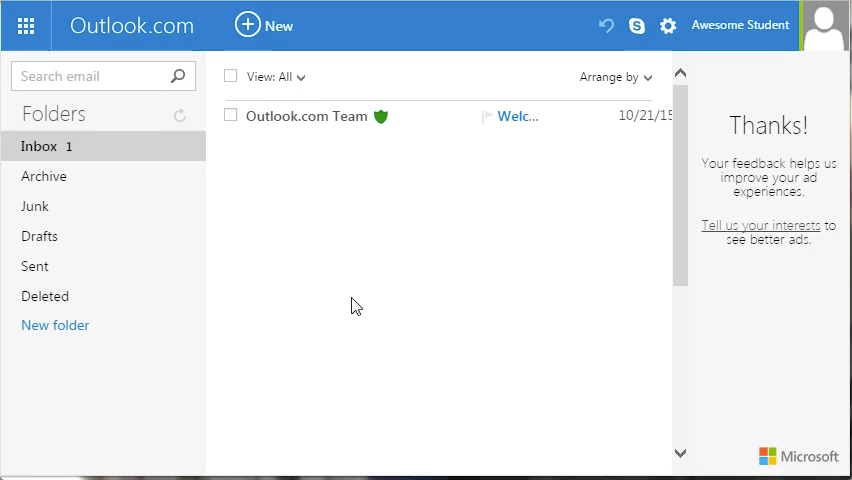 Outlook.com
New
Awesome Student
Search email
View: All
Arrange by
Folders
Outlook.com Team
Welc...
10/21/15
Inbox 1
Archive
Junk
Drafts
Sent
Deleted
New folder
Thanks!
Your feedback helps us
improve your ad
experiences.
Tell us your interests to
see better ads.
Microsoft